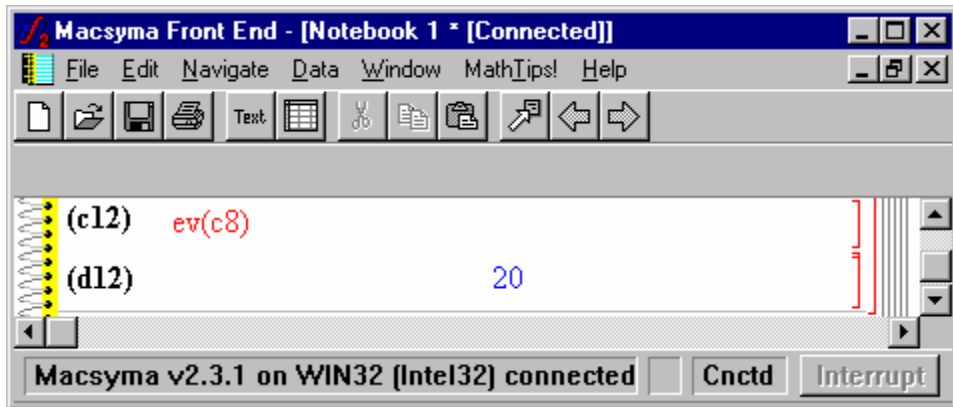 Macsyma Front End - [Notebook 1 * [Connected]]
File Edit Navigate Data Window MathTips! Help
Text
(c12) ev(c8)
(d12) 20
Macsyma v2.3.1 on WIN32 (Intel32) connected Cnctd Interrupt